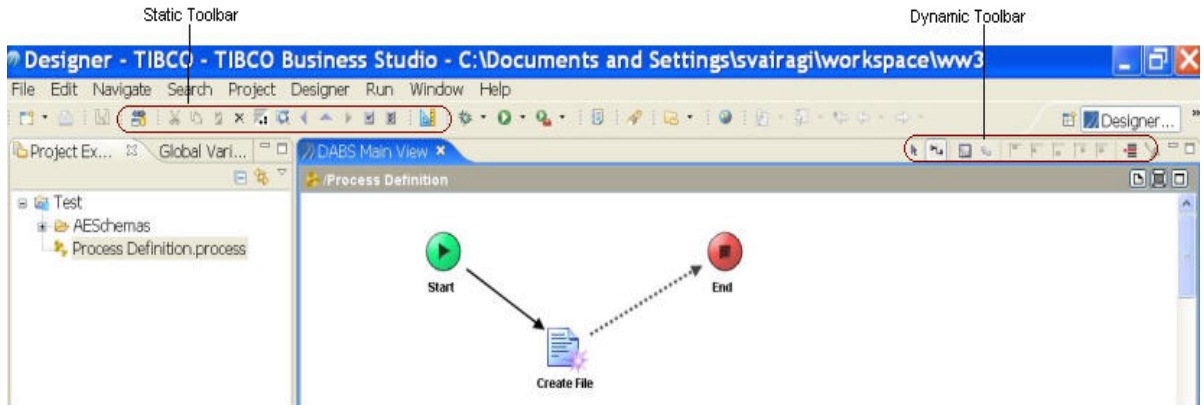 Static Toolbar
Dynamic Toolbar
Designer - TIBCO - TIBCO Business Studio - C:\Documents and Settings\svairagi\workspace\ww3
File Edit Navigate Search Project Designer Run Window Help
Designer...
Project Ex... Global Vari... DABS Main View
/Process Definition
Test
AESchemas
Process Definition.process
Start
End
Create File